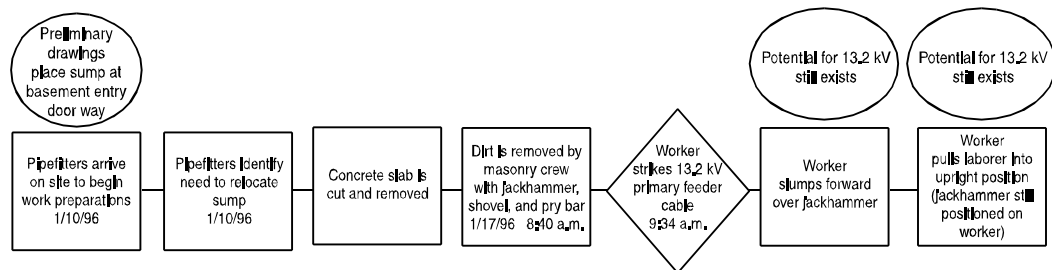 Preliminary
drawings
place sump at
basement entry
door way
Potential for 13.2 kV
still exists
Potential for 13.2 kV
still exists
Pipefitters arrive
on site to begin
work preparations
1/10/96
Pipefitters identify
need to relocate
sump
1/10/96
Concrete slab is
cut and removed
Dirt is removed by
masonry crew
with jackhammer,
shovel, and pry bar
1/17/96 8:40 a.m.
Worker
strikes 13.2 kV
primary feeder
cable
9:34 a.m.
Worker
slumps forward
over jackhammer
Worker
pulls laborer into
upright position
(jackhammer still
positioned on
worker)